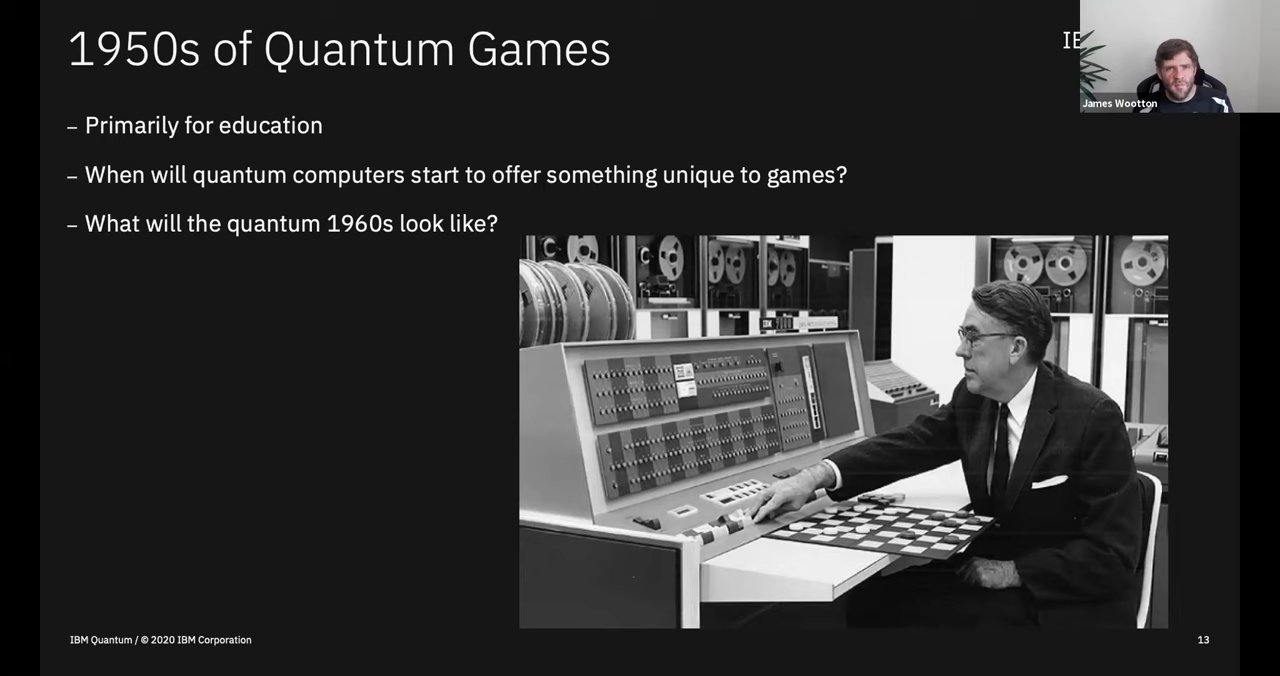 1950s of Quantum Games
James Wootton
– Primarily for education
– When will quantum computers start to offer something unique to games?
– What will the quantum 1960s look like?
IBM
IBM Quantum / © 2020 IBM Corporation
13